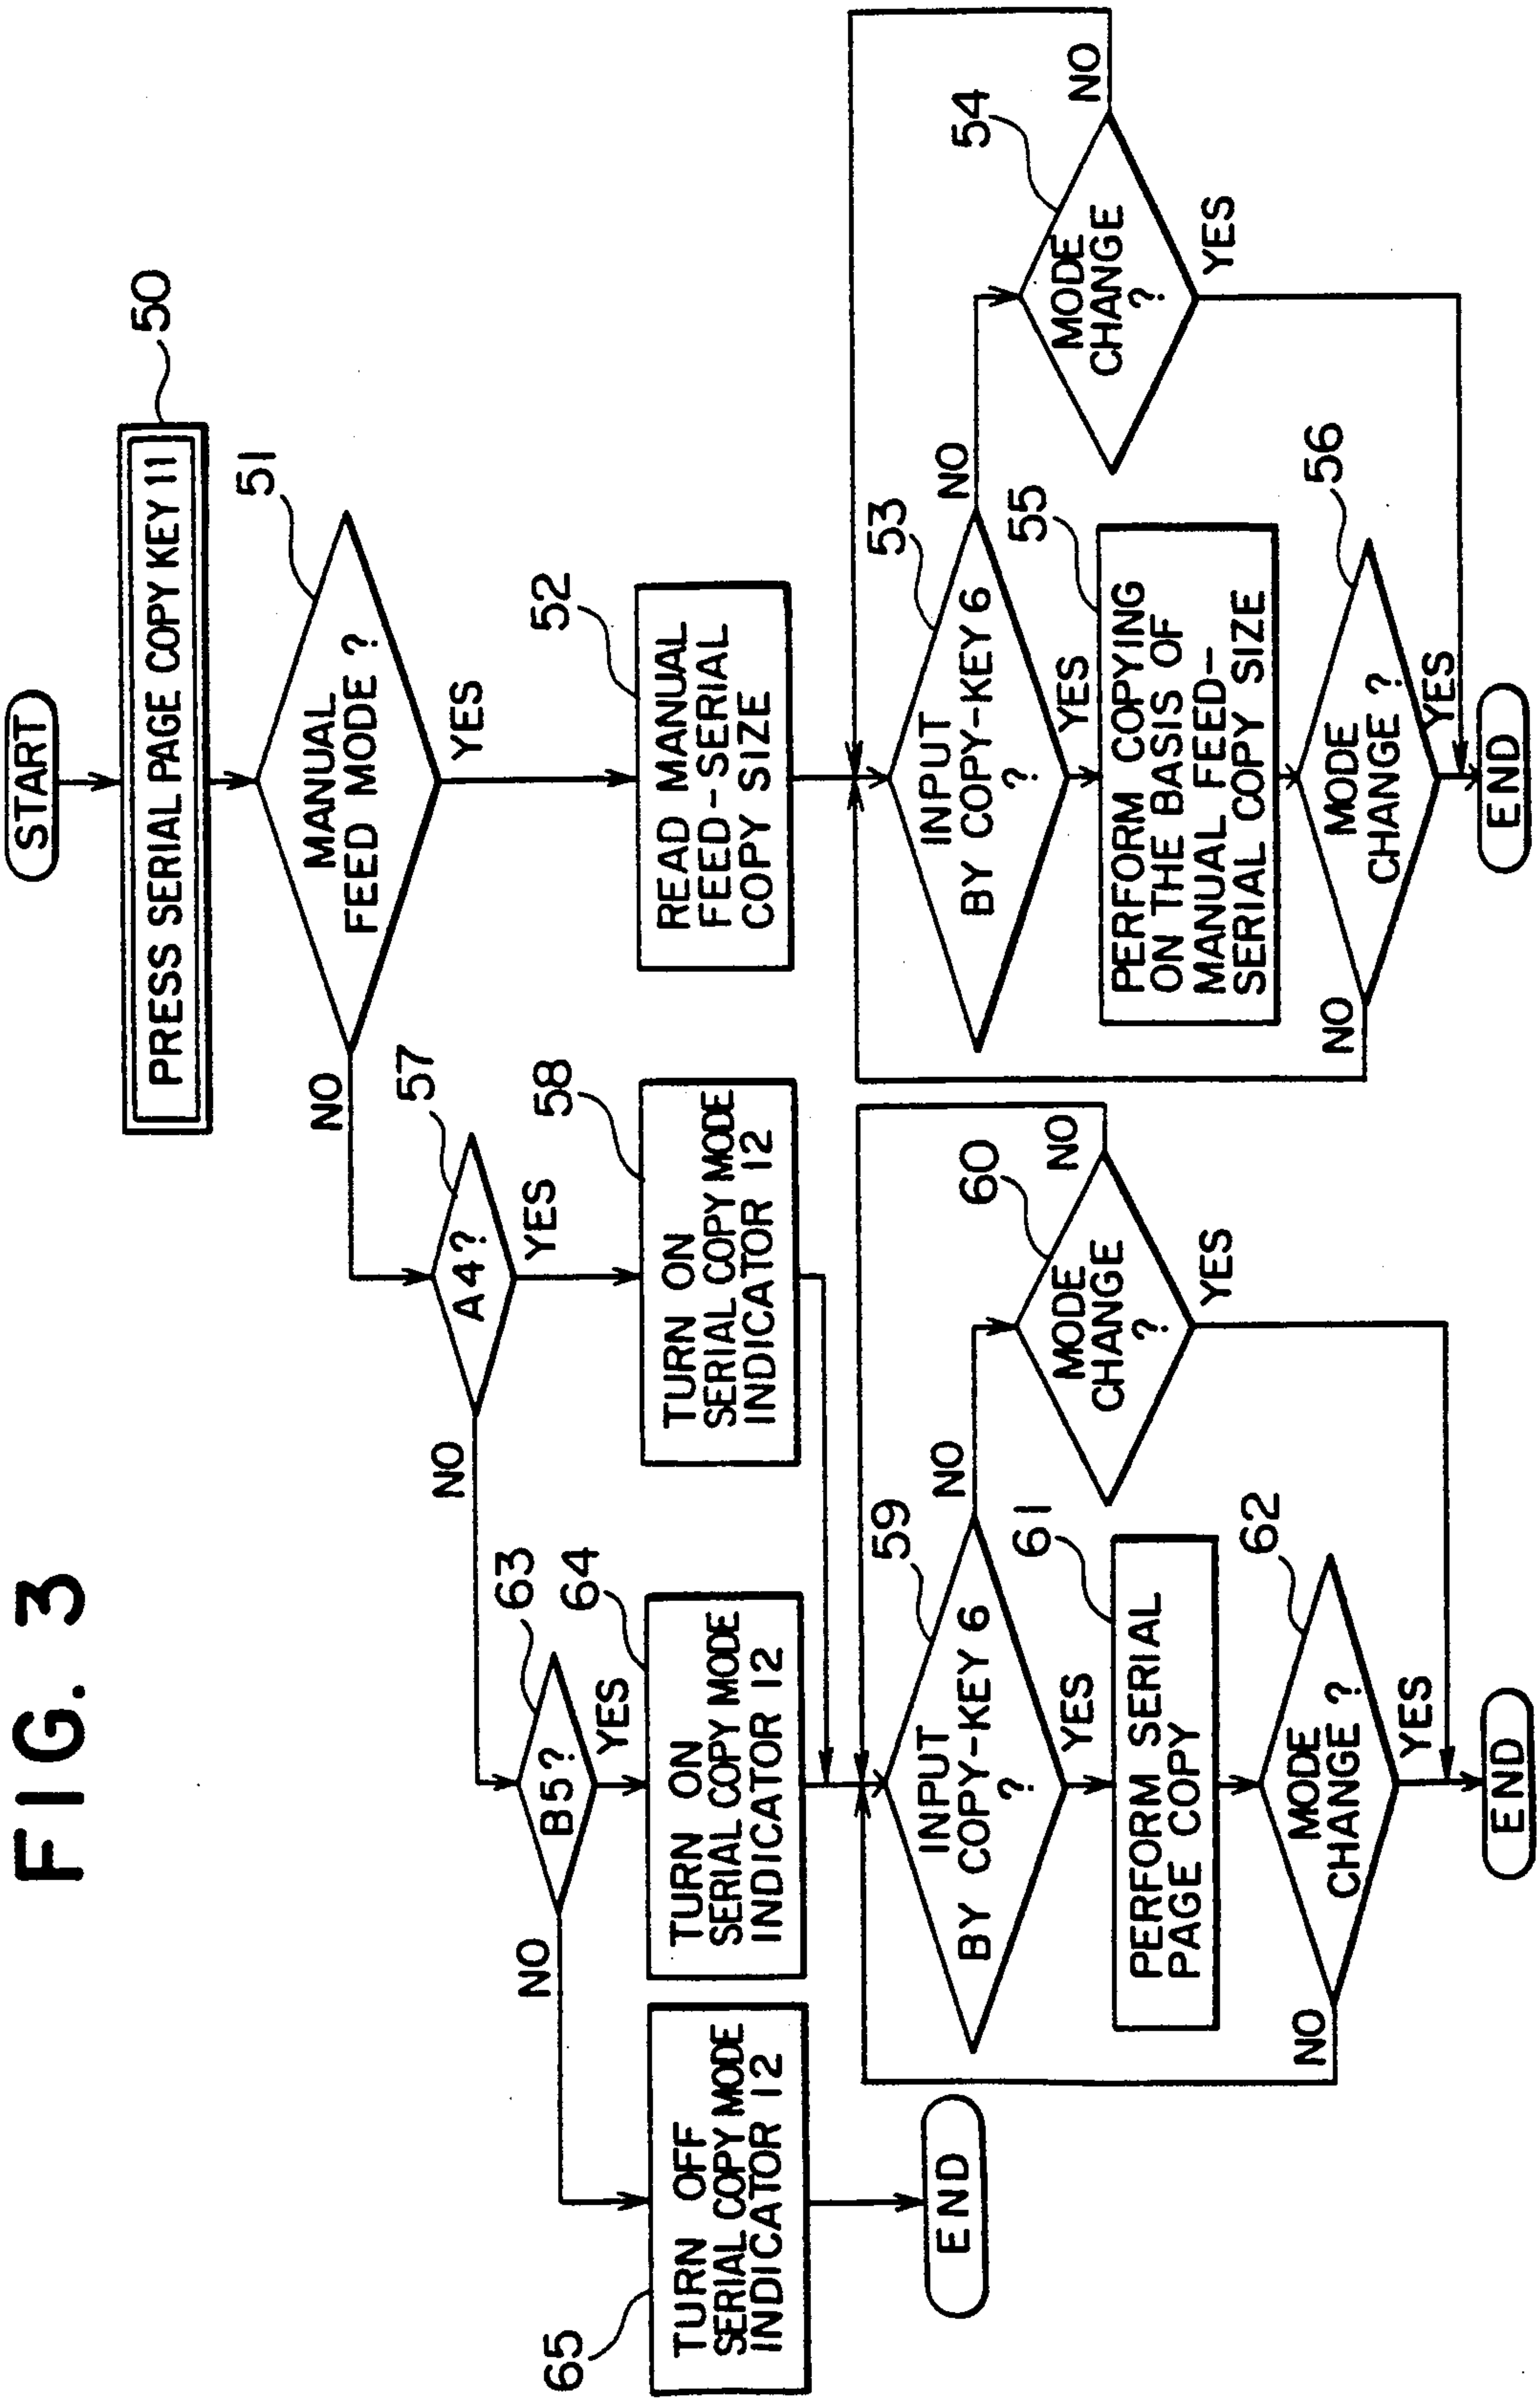 FIG. 3
START
PRESS SERIAL PAGE COPY KEY 11
50
MANUAL
FEED MODE ?
51
NO
YES
A4?
57
NO
YES
B5?
63
NO
YES
TURN OFF
SERIAL COPY MODE
INDICATOR 12
65
TURN ON
SERIAL COPY MODE
INDICATOR 12
64
TURN ON
SERIAL COPY MODE
INDICATOR 12
58
READ MANUAL
FEED-SERIAL
COPY SIZE
52
END
INPUT
BY COPY-KEY 6
?
59
NO
YES
MODE
CHANGE
?
60
NO
YES
PERFORM SERIAL
PAGE COPY
61
MODE
CHANGE ?
62
NO
YES
END
INPUT
BY COPY-KEY 6
?
53
NO
YES
MODE
CHANGE
?
54
NO
YES
PERFORM COPYING
ON THE BASIS OF
MANUAL FEED-
SERIAL COPY SIZE
55
MODE
CHANGE ?
56
NO
YES
END